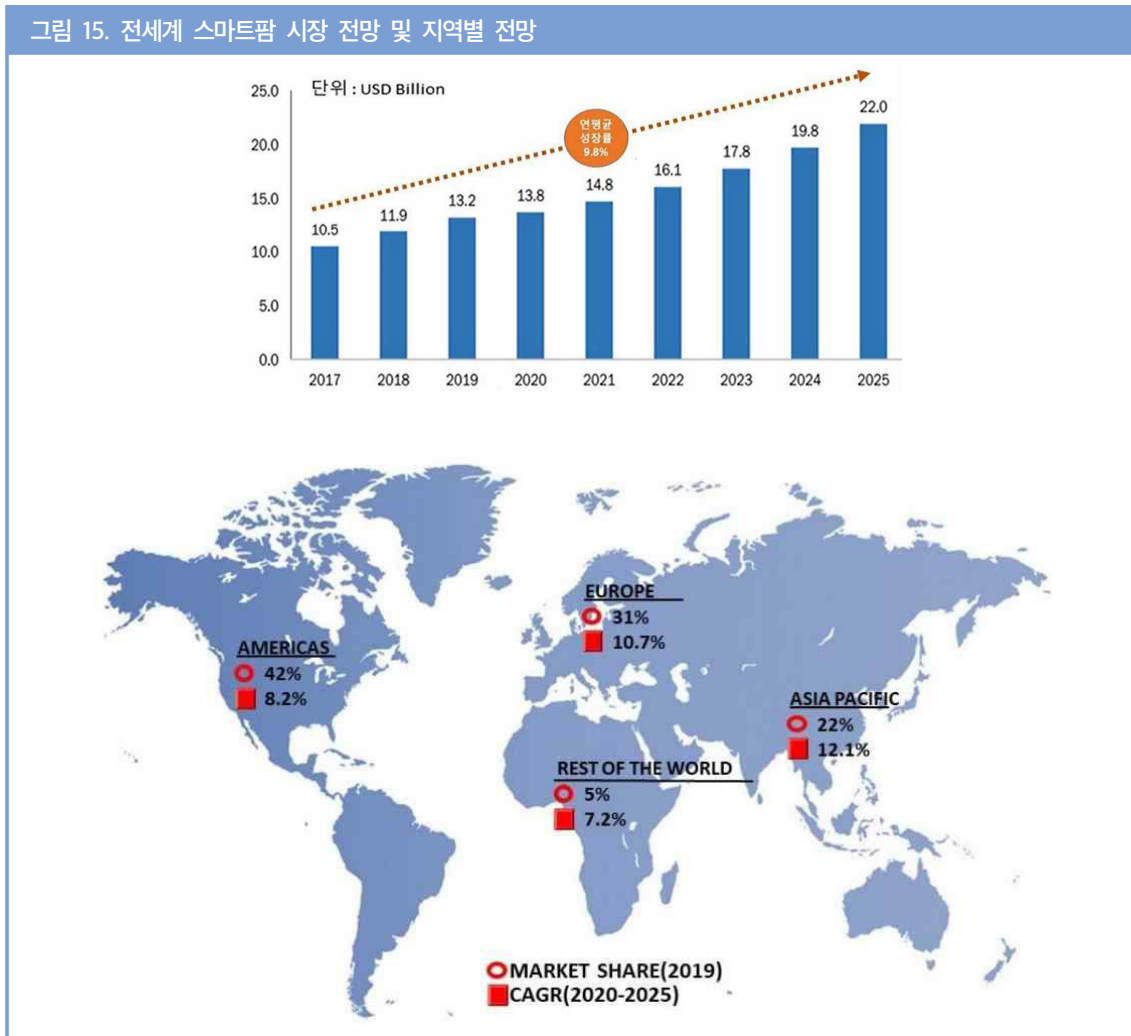 그림 15. 전세계 스마트팜 시장 전망 및 지역별 전망
단위 : USD Billion
25.0
20.0
15.0
10.0
5.0
0.0
연평균
성장률
9.8%
10.5
11.9
13.2
13.8
14.8
16.1
17.8
19.8
22.0
2017 2018 2019 2020 2021 2022 2023 2024 2025
EUROPE
31%
10.7%
AMERICAS
42%
8.2%
ASIA PACIFIC
22%
12.1%
REST OF THE WORLD
5%
7.2%
MARKET SHARE(2019)
CAGR(2020-2025)